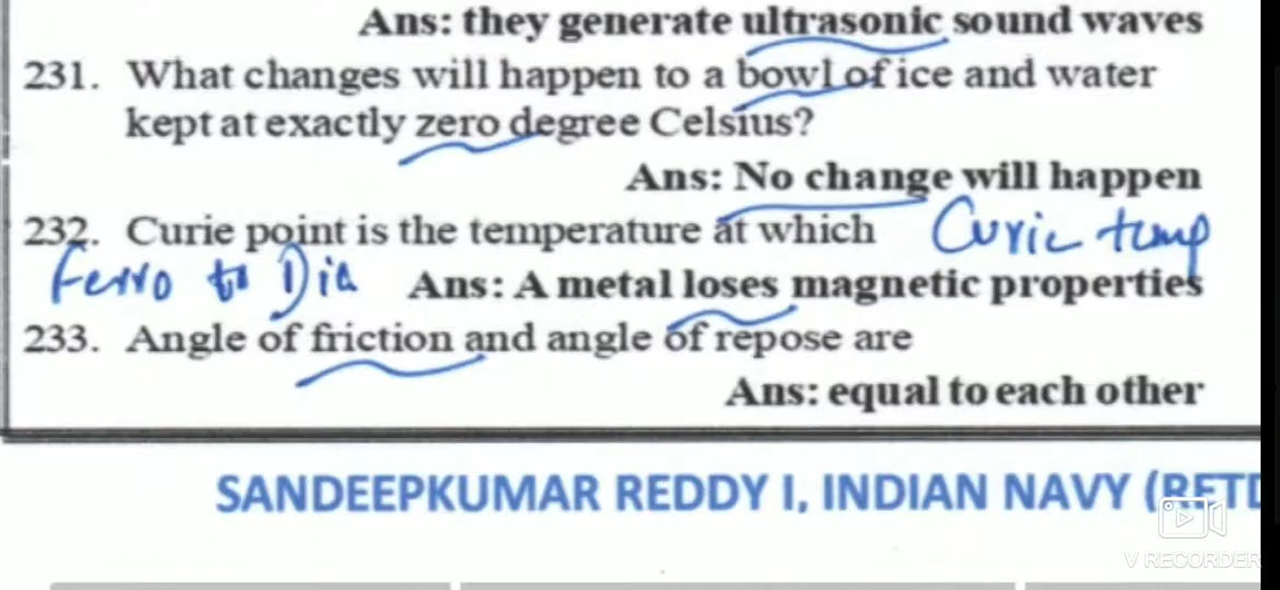 Ans: they generate ultrasonic sound waves
231. What changes will happen to a bowl of ice and water
kept at exactly zero degree Celsius?
Ans: No change will happen
232. Curie point is the temperature at which Curie temp
Ferro to Dia Ans: A metal loses magnetic properties
233. Angle of friction and angle of repose are
Ans: equal to each other
SANDEEPKUMAR REDDY I, INDIAN NAVY (RETD
V RECORDER